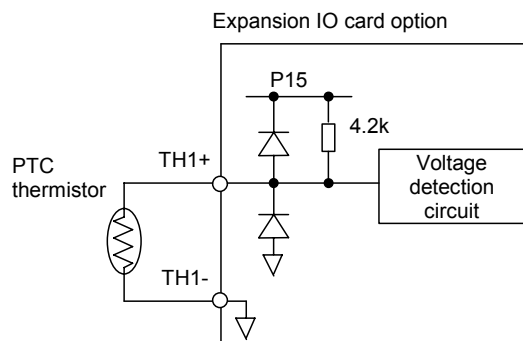 Expansion IO card option
P15
4.2k
TH1+
PTC
thermistor
Voltage
detection
circuit
TH1-